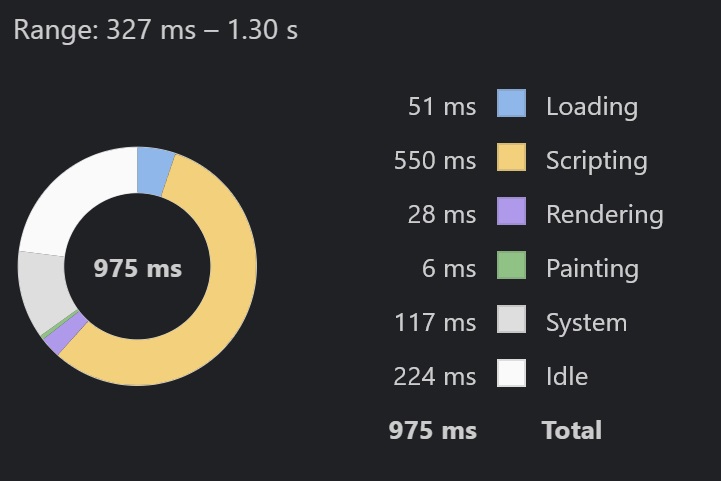 Range: 327 ms – 1.30 s
51 ms Loading
550 ms Scripting
28 ms Rendering
975 ms
6 ms Painting
117 ms System
224 ms Idle
975 ms Total